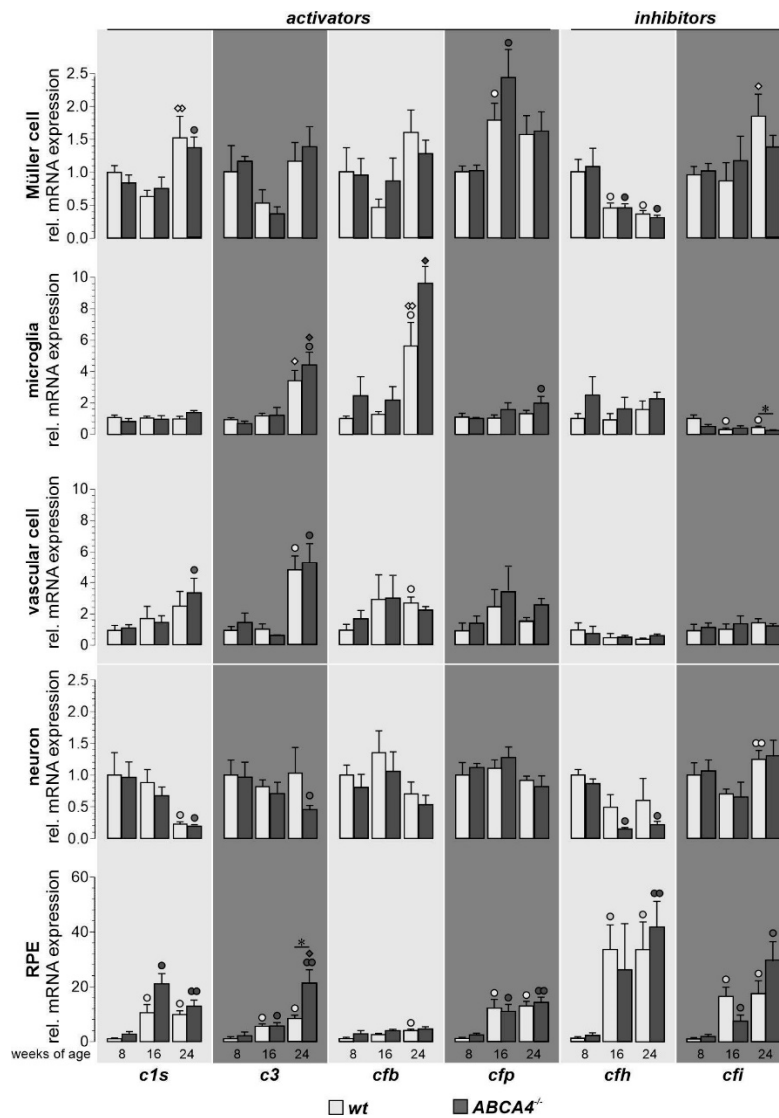 activators inhibitors
Müller cell
rel. mRNA expression
2.5
2.0
1.5
1.0
0.5
0.0
microglia
rel. mRNA expression
10
8
6
4
2
0
*
vascular cell
rel. mRNA expression
10
8
6
4
2
0
neuron
rel. mRNA expression
2.5
2.0
1.5
1.0
0.5
0.0
RPE
rel. mRNA expression
60
40
20
0
*
weeks of age 8 16 24 8 16 24 8 16 24 8 16 24 8 16 24 8 16 24
c1s c3 cfb cfp cfh cfi
wt ABCA4-/-